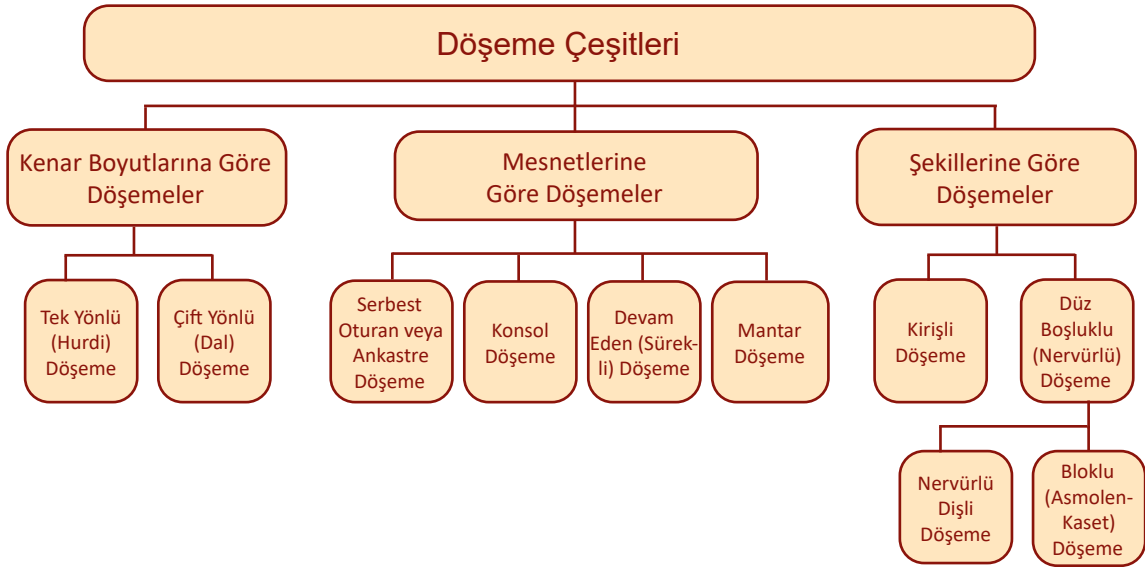 Döşeme Çeşitleri
Kenar Boyutlarına Göre
Döşemeler
Mesnetlerine
Göre Döşemeler
Şekillerine Göre
Döşemeler
Tek Yönlü
(Hurdi)
Döşeme
Çift Yönlü
(Dal)
Döşeme
Serbest
Oturan veya
Ankastre
Döşeme
Konsol
Döşeme
Devam
Eden (Sürek-
li) Döşeme
Mantar
Döşeme
Kirişli
Döşeme
Düz
Boşluklu
(Nervürlü)
Döşeme
Nervürlü
Dişli
Döşeme
Bloklu
(Asmolen-
Kaset)
Döşeme